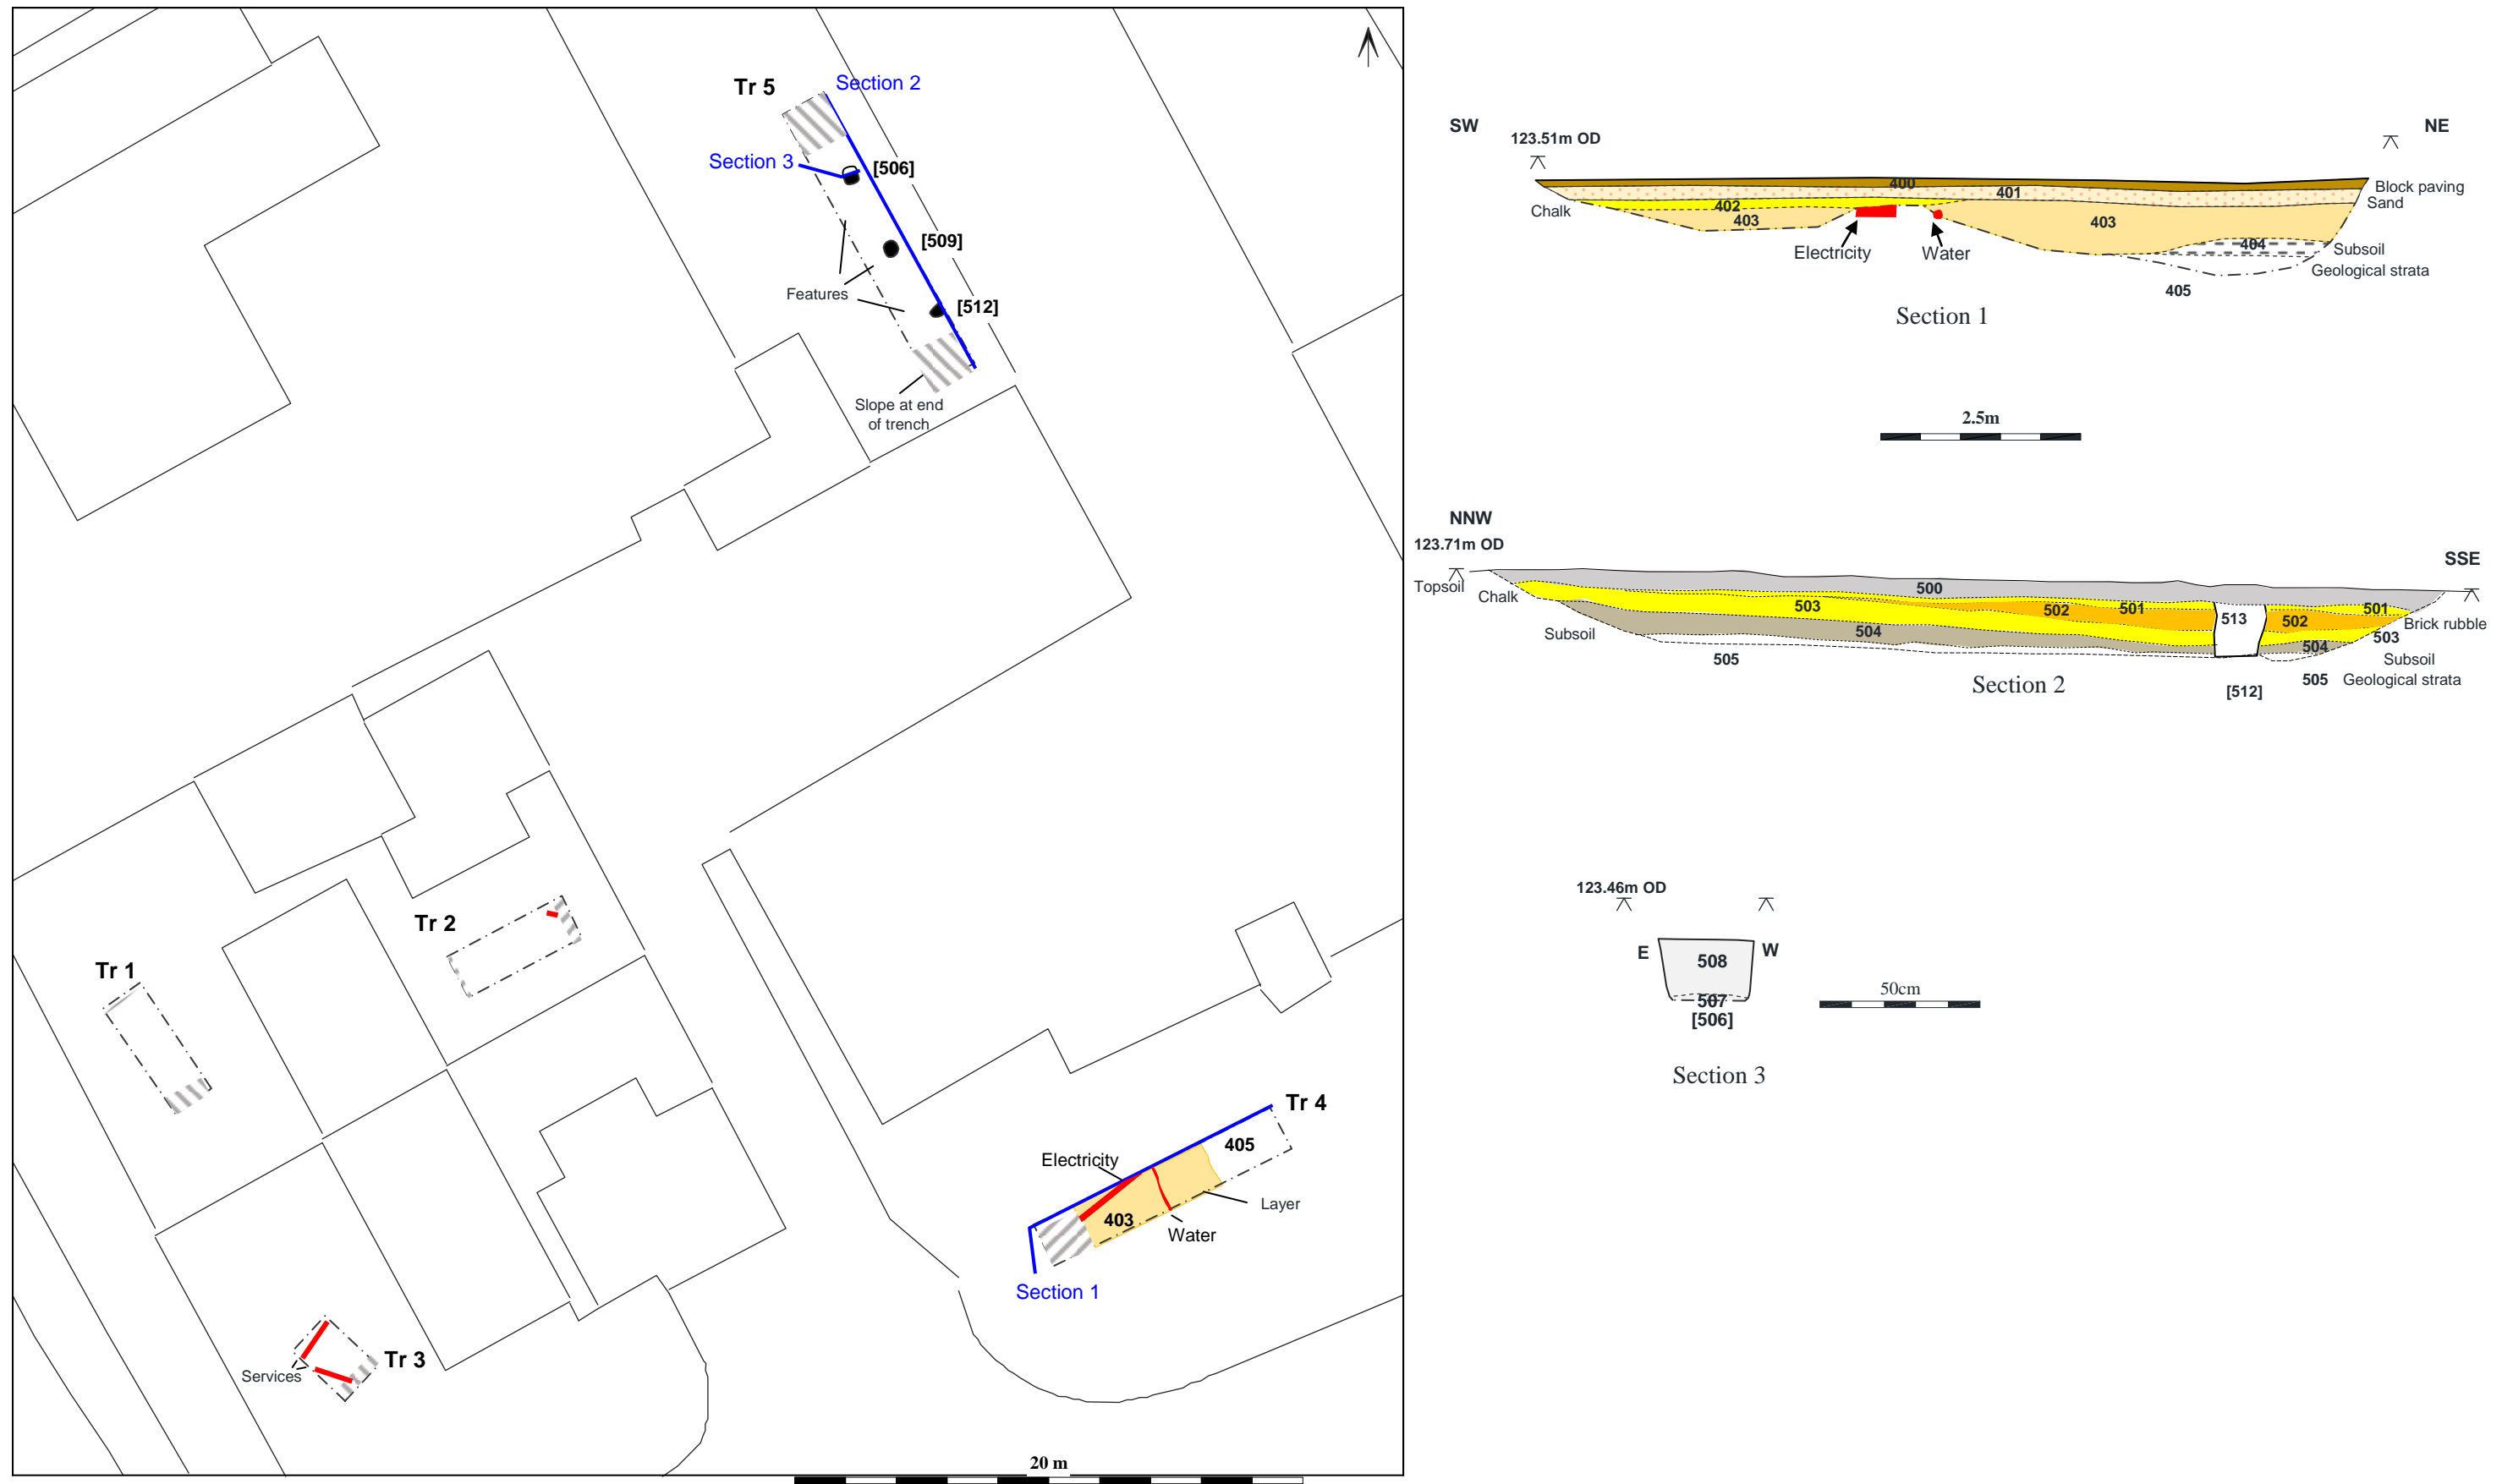 Tr 5
Section 2
Section 3
[506]
[509]
Features
[512]
Slope at end
of trench
Tr 2
Tr 1
Tr 4
405
Electricity
403
Layer
Water
Section 1
Tr 3
Services
20 m
SW
123.51m OD
NE
400
401
Block paving
Sand
Chalk
402
403
403
404
Electricity
Water
Subsoil
Geological strata
405
Section 1
2.5m
NNW
123.71m OD
SSE
Topsoil
Chalk
500
503
502
501
513
501
502
Brick rubble
503
Subsoil
504
504
505
Subsoil
505
Geological strata
Section 2
[512]
123.46m OD
E
W
508
507
[506]
50cm
Section 3